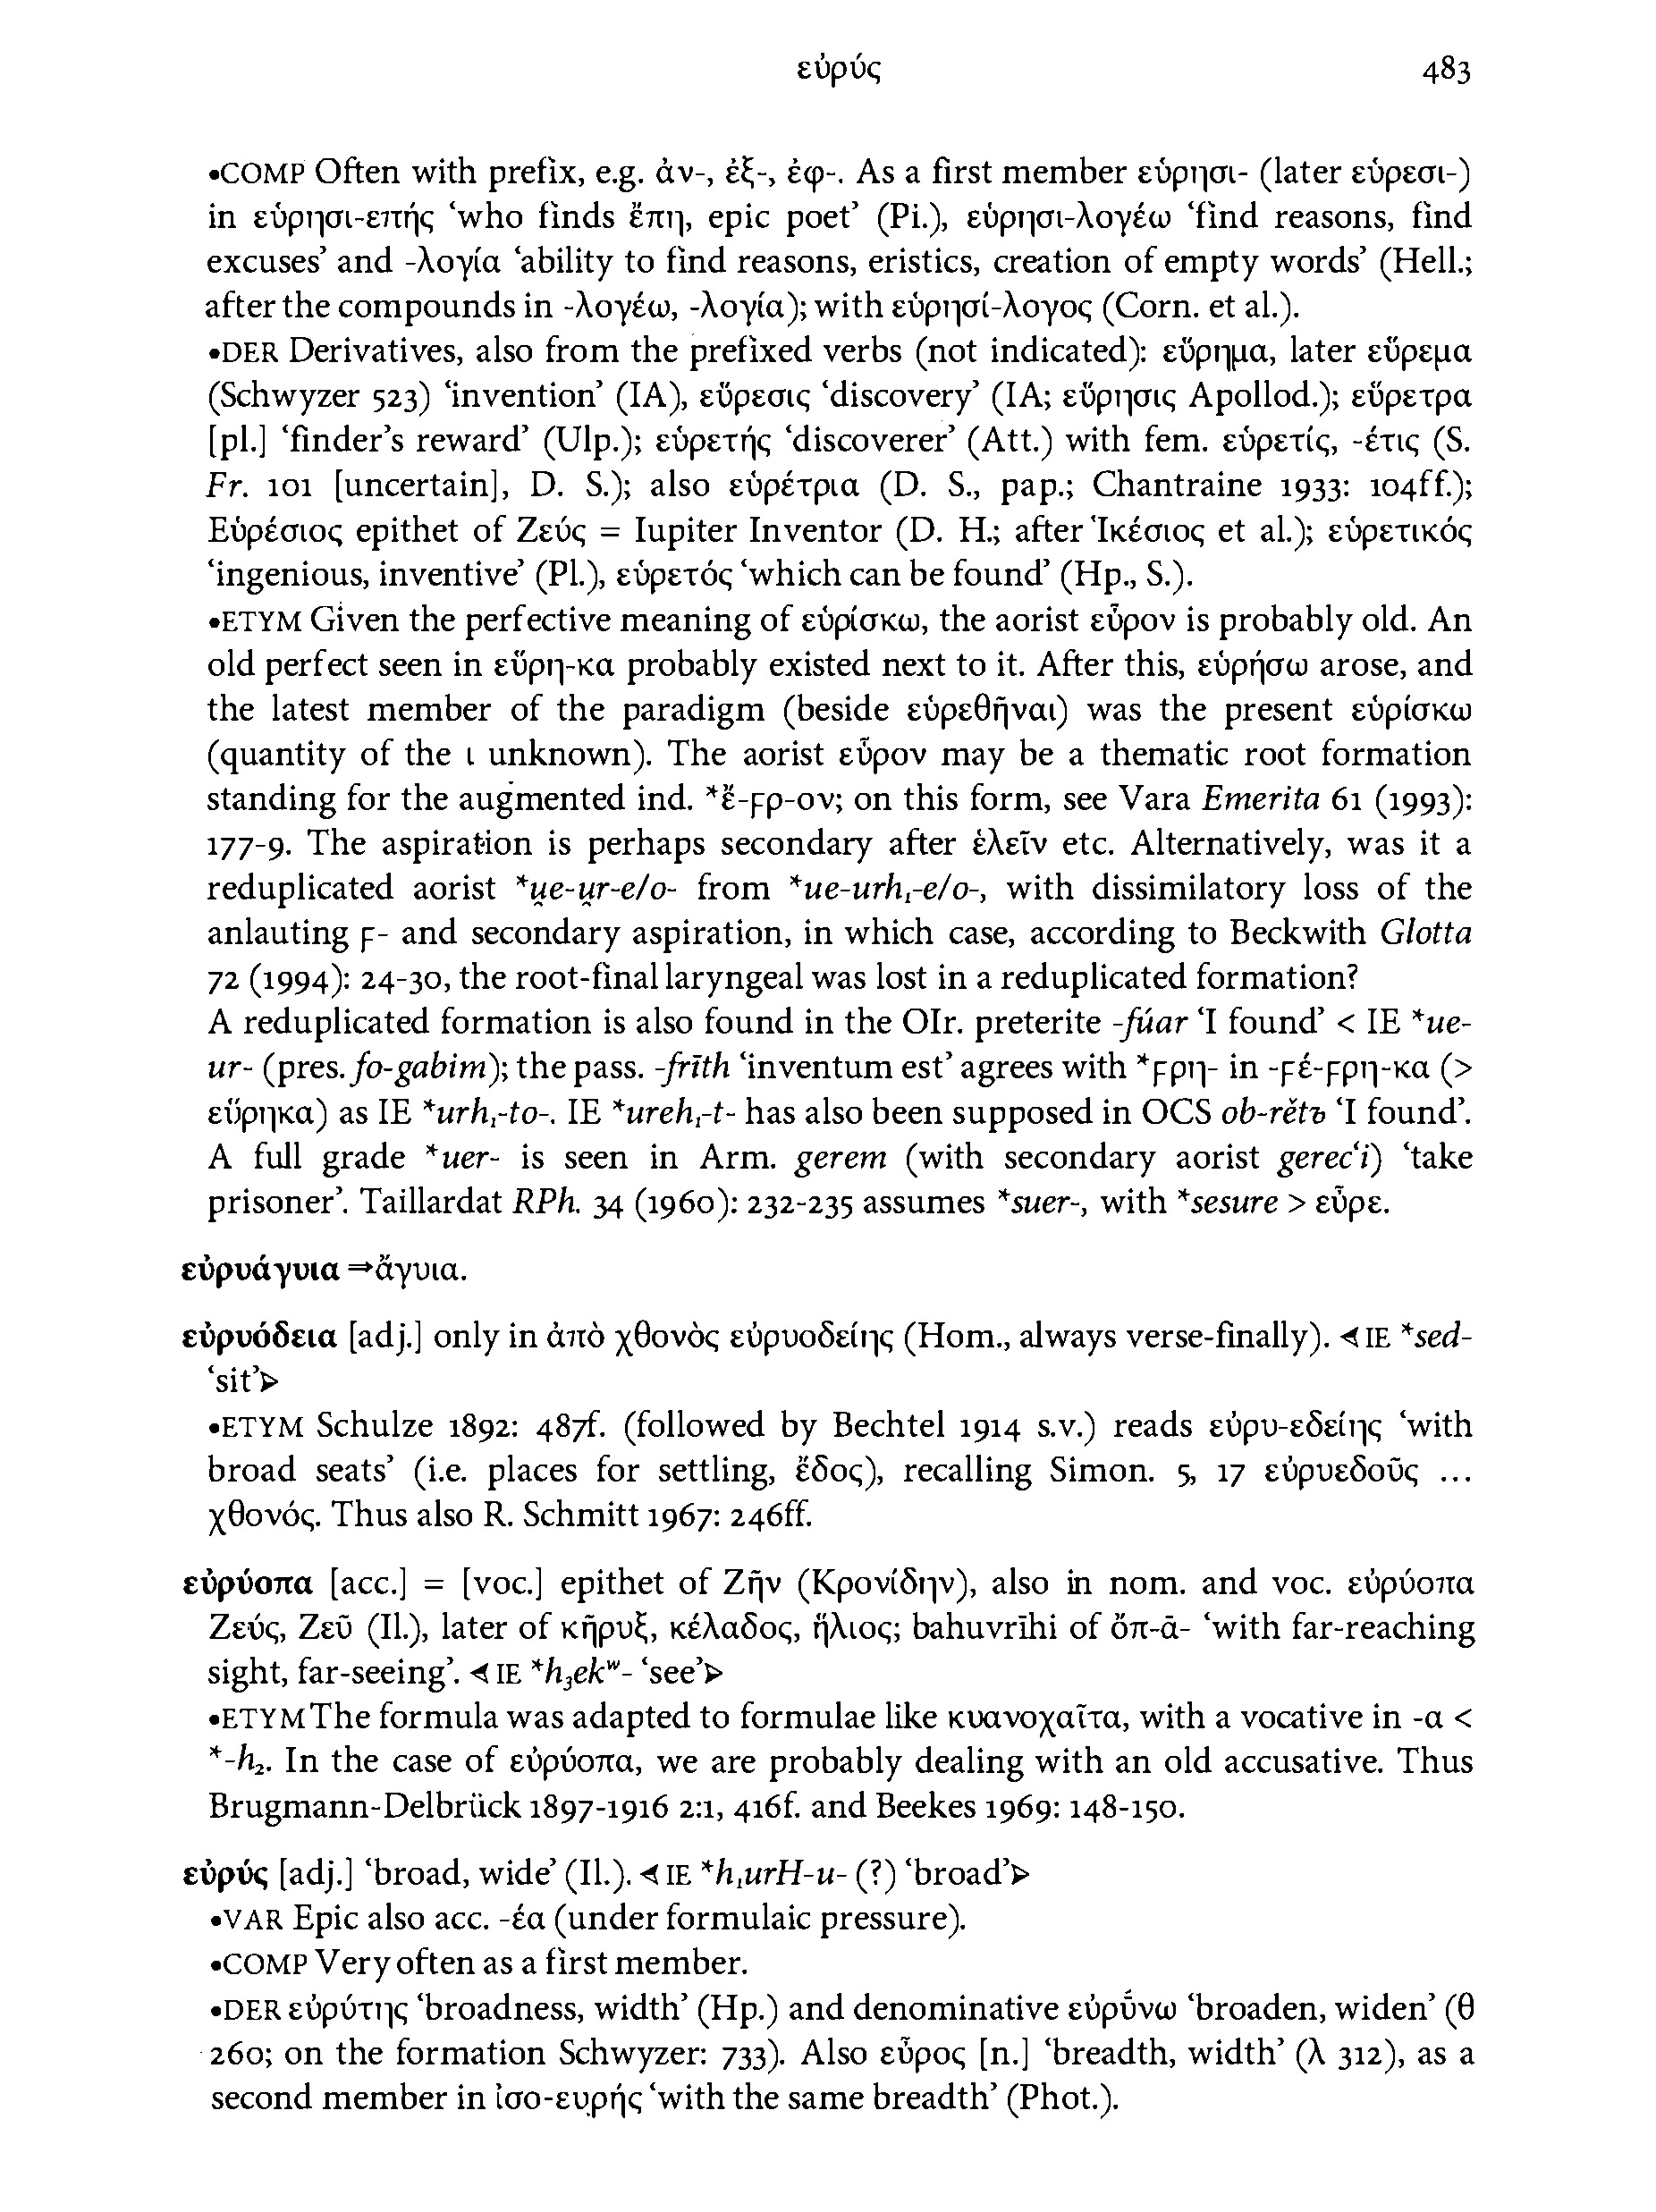 εὐρύς 483
•COMP Often with prefix, e.g. ἀν-, ἐξ-, ἐφ-. As a first member εὑρησι- (later εὑρεσι-)
in εὑρησι-επής ‘who finds ἔπη, epic poet’ (Pi.), εὑρησι-λογέω ‘find reasons, find
excuses’ and -λογία ‘ability to find reasons, eristics, creation of empty words’ (Hell.;
after the compounds in -λογέω, -λογία); with εὑρησί-λογος (Corn. et al.).
•DER Derivatives, also from the prefixed verbs (not indicated): εὕρημα, later εὕρεμα
(Schwyzer 523) ‘invention’ (IA), εὕρεσις ‘discovery’ (IA; εὕρησις Apollod.); εὕρετρα
[pl.] ‘finder’s reward’ (Ulp.); εὑρετής ‘discoverer’ (Att.) with fem. εὑρετίς, -έτις (S.
Fr. 101 [uncertain], D. S.); also εὑρέτρια (D. S., pap.; Chantraine 1933: 104ff.);
Εὑρέσιος epithet of Ζεύς = Iupiter Inventor (D. H.; after Ἱκέσιος et al.); εὑρετικός
‘ingenious, inventive’ (Pl.), εὑρετός ‘which can be found’ (Hp., S.).
•ETYM Given the perfective meaning of εὑρίσκω, the aorist εὗρον is probably old. An
old perfect seen in εὕρη-κα probably existed next to it. After this, εὑρήσω arose, and
the latest member of the paradigm (beside εὑρεθῆναι) was the present εὑρίσκω
(quantity of the ι unknown). The aorist εὗρον may be a thematic root formation
standing for the augmented ind. *ἔ-ϝρ-ον; on this form, see Vara Emerita 61 (1993):
177-9. The aspiration is perhaps secondary after ἑλεῖν etc. Alternatively, was it a
reduplicated aorist *u̯e-u̯r-e/o- from *ue-urh₁-e/o-, with dissimilatory loss of the
anlauting ϝ- and secondary aspiration, in which case, according to Beckwith Glotta
72 (1994): 24-30, the root-final laryngeal was lost in a reduplicated formation?
A reduplicated formation is also found in the OIr. preterite -fúar ‘I found’ < IE *ue-
ur- (pres. fo-gabim); the pass. -frīth ‘inventum est’ agrees with *ϝρη- in -ϝέ-ϝρη-κα (>
εὕρηκα) as IE *urh₁-to-. IE *ureh₁-t- has also been supposed in OCS ob-rětъ ‘I found’.
A full grade *uer- is seen in Arm. gerem (with secondary aorist gerecʻi) ‘take
prisoner’. Taillardat RPh. 34 (1960): 232-235 assumes *suer-, with *sesure > εὗρε.
εὐρυάγυια ⇒ἄγυια.
εὐρυόδεια [adj.] only in ἀπὸ χθονὸς εὐρυοδείης (Hom., always verse-finally). ◁ IE *sed-
‘sit’▷
•ETYM Schulze 1892: 487f. (followed by Bechtel 1914 s.v.) reads εὐρυ-εδείης ‘with
broad seats’ (i.e. places for settling, ἕδος), recalling Simon. 5, 17 εὐρυεδοῦς ...
χθονός. Thus also R. Schmitt 1967: 246ff.
εὐρύοπα [acc.] = [voc.] epithet of Ζῆν (Κρονίδην), also in nom. and voc. εὐρύοπα
Ζεύς, Ζεῦ (Il.), later of κῆρυξ, κέλαδος, ἥλιος; bahuvrīhi of ὄπ-ᾱ- ‘with far-reaching
sight, far-seeing’. ◁ IE *h₃ekʷ- ‘see’▷
•ETYM The formula was adapted to formulae like κυανοχαῖτα, with a vocative in -α <
*-h₂. In the case of εὐρύοπα, we are probably dealing with an old accusative. Thus
Brugmann-Delbrück 1897-1916 2:1, 416f. and Beekes 1969: 148-150.
εὐρύς [adj.] ‘broad, wide’ (Il.). ◁ IE *h₁urH-u- (?) ‘broad’▷
•VAR Epic also acc. -έα (under formulaic pressure).
•COMP Very often as a first member.
•DER εὐρύτης ‘broadness, width’ (Hp.) and denominative εὐρῡ́νω ‘broaden, widen’ (θ
260; on the formation Schwyzer: 733). Also εὖρος [n.] ‘breadth, width’ (λ 312), as a
second member in ἰσο-ευρής ‘with the same breadth’ (Phot.).